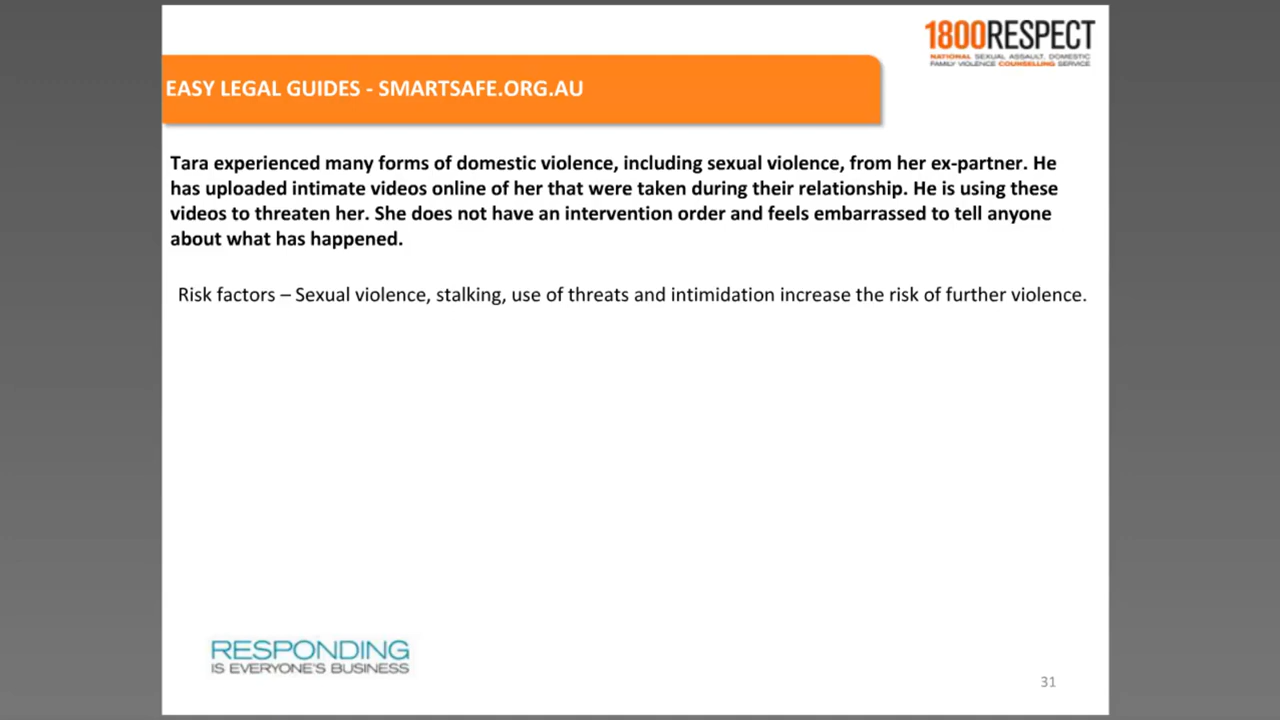 1800RESPECT
NATIONAL SEXUAL ASSAULT, DOMESTIC
FAMILY VIOLENCE COUNSELLING SERVICE
EASY LEGAL GUIDES - SMARTSAFE.ORG.AU
Tara experienced many forms of domestic violence, including sexual violence, from her ex-partner. He
has uploaded intimate videos online of her that were taken during their relationship. He is using these
videos to threaten her. She does not have an intervention order and feels embarrassed to tell anyone
about what has happened.
Risk factors – Sexual violence, stalking, use of threats and intimidation increase the risk of further violence.
RESPONDING
IS EVERYONE'S BUSINESS
31